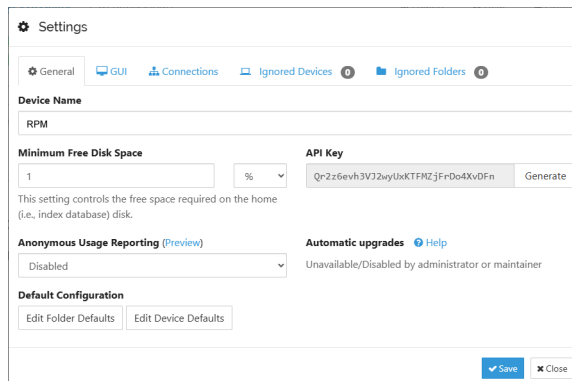 Settings
General GUI Connections Ignored Devices 0 Ignored Folders 0
Device Name
RPM
Minimum Free Disk Space API Key
1 % Qr2z6evh3VJ2wyUxKTFMZjFrDo4XvDFn Generate
This setting controls the free space required on the home
(i.e., index database) disk.
Anonymous Usage Reporting (Preview) Automatic upgrades Help
Disabled Unavailable/Disabled by administrator or maintainer
Default Configuration
Edit Folder Defaults Edit Device Defaults
Save Close